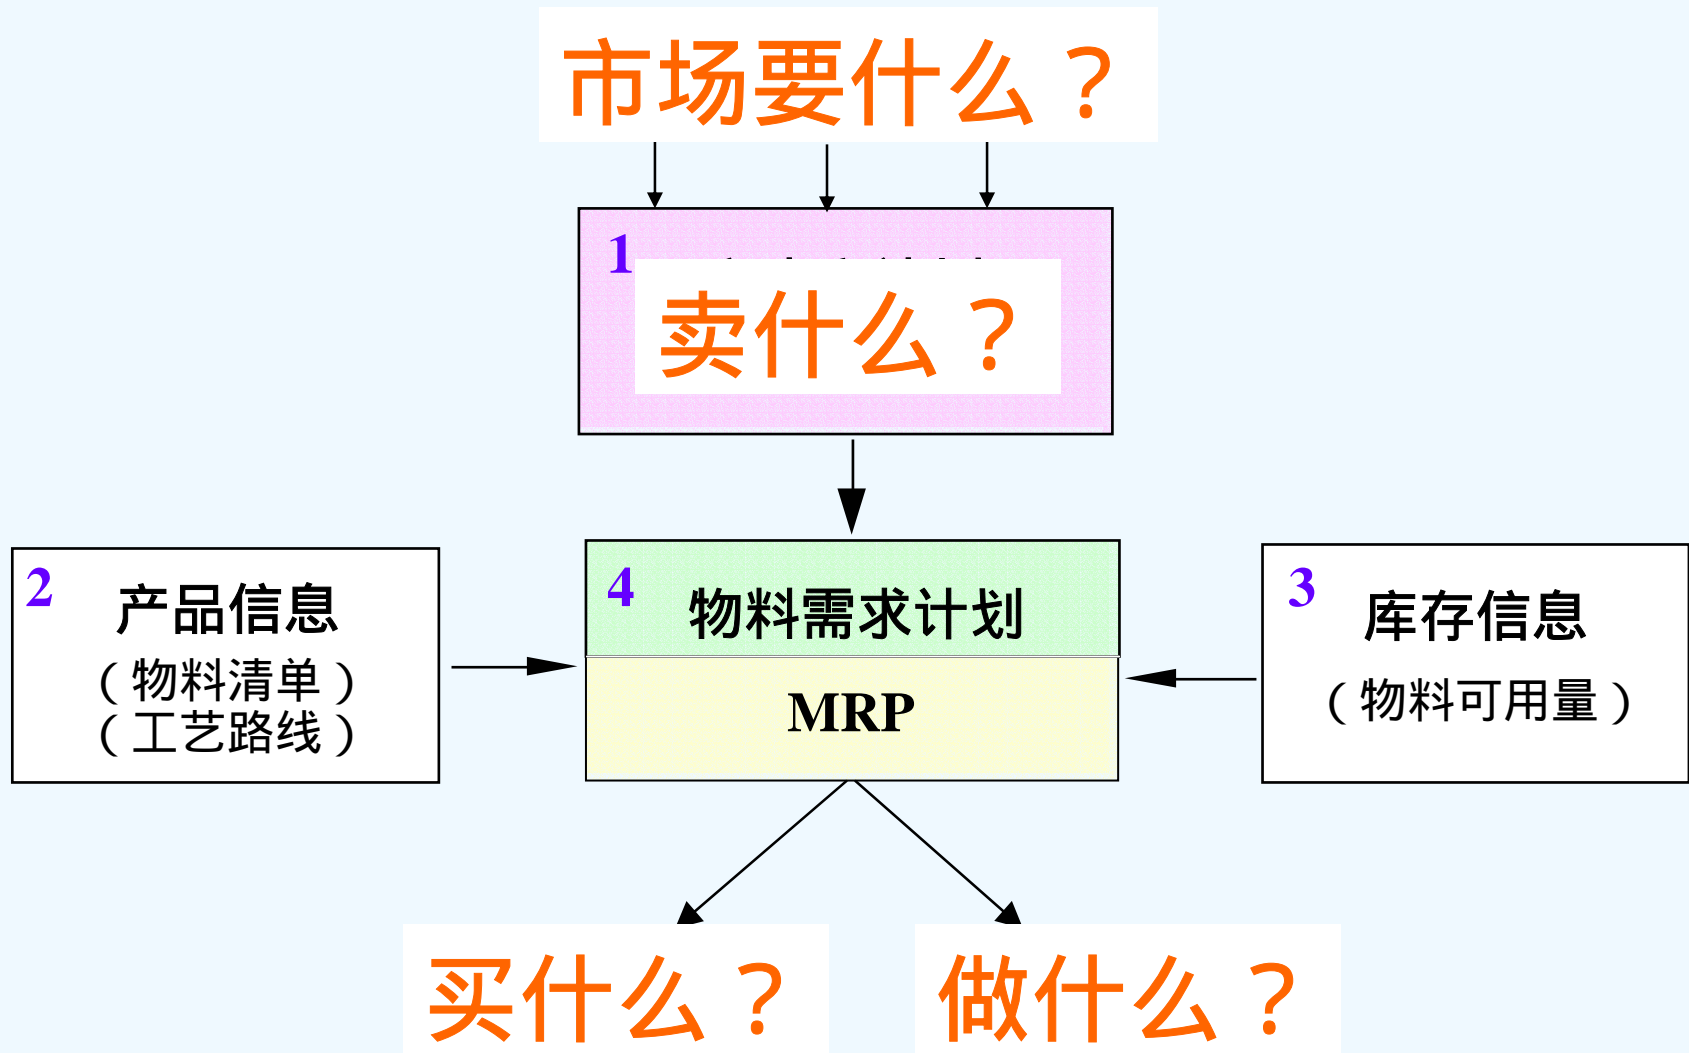 市场要什么？
1
卖什么？
2
产品信息
（物料清单）
（工艺路线）
4
物料需求计划
MRP
3
库存信息
（物料可用量）
买什么？
做什么？